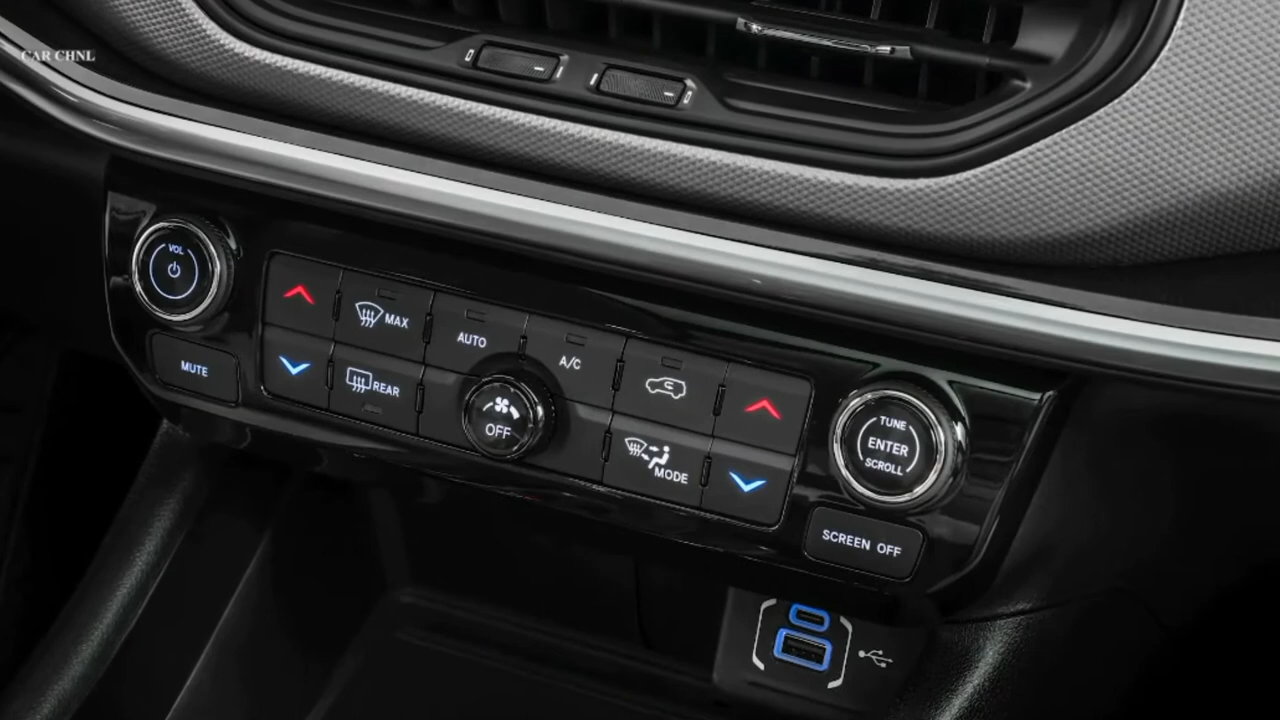 CAR CHNL
VOL
MUTE
MAX
REAR
AUTO
A/C
OFF
MODE
TUNE
ENTER
SCROLL
SCREEN OFF